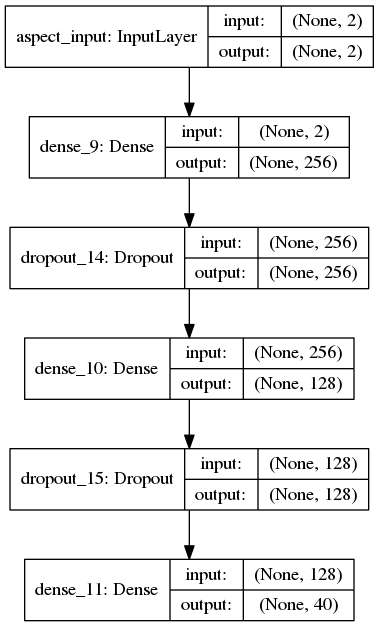 aspect_input: InputLayer
input: (None, 2)
output: (None, 2)
dense_9: Dense
input: (None, 2)
output: (None, 256)
dropout_14: Dropout
input: (None, 256)
output: (None, 256)
dense_10: Dense
input: (None, 256)
output: (None, 128)
dropout_15: Dropout
input: (None, 128)
output: (None, 128)
dense_11: Dense
input: (None, 128)
output: (None, 40)